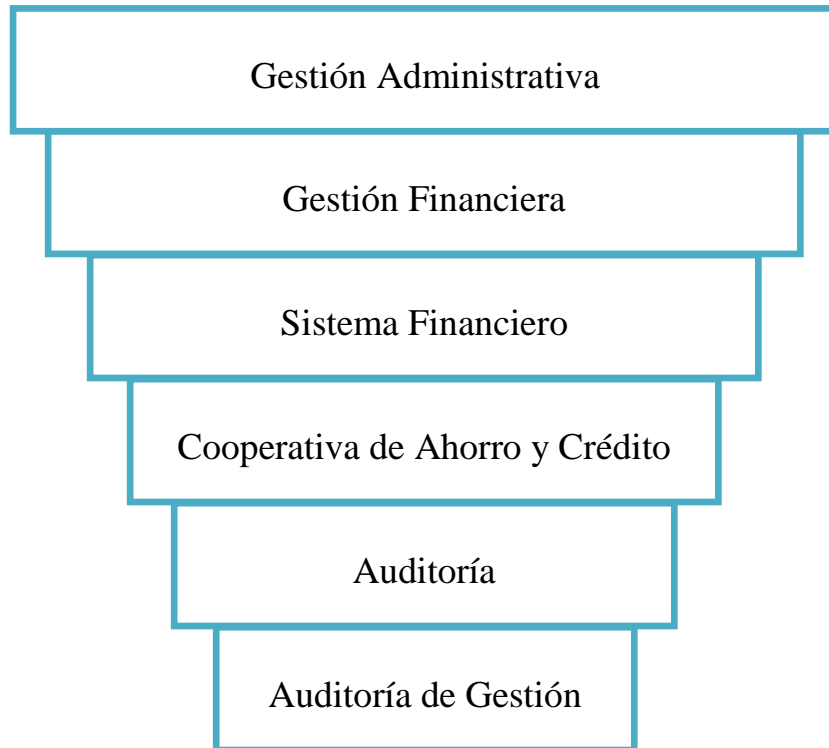 Gestión Administrativa
Gestión Financiera
Sistema Financiero
Cooperativa de Ahorro y Crédito
Auditoría
Auditoría de Gestión